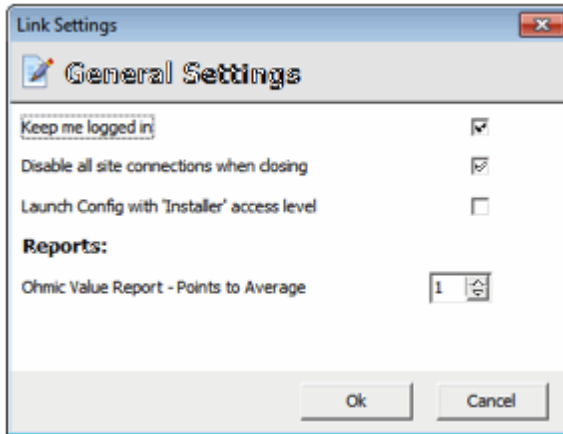 Link Settings
General Settings
Keep me logged in
Disable all site connections when closing
Launch Config with 'Installer' access level
Reports:
Ohmic Value Report - Points to Average 1
Ok Cancel